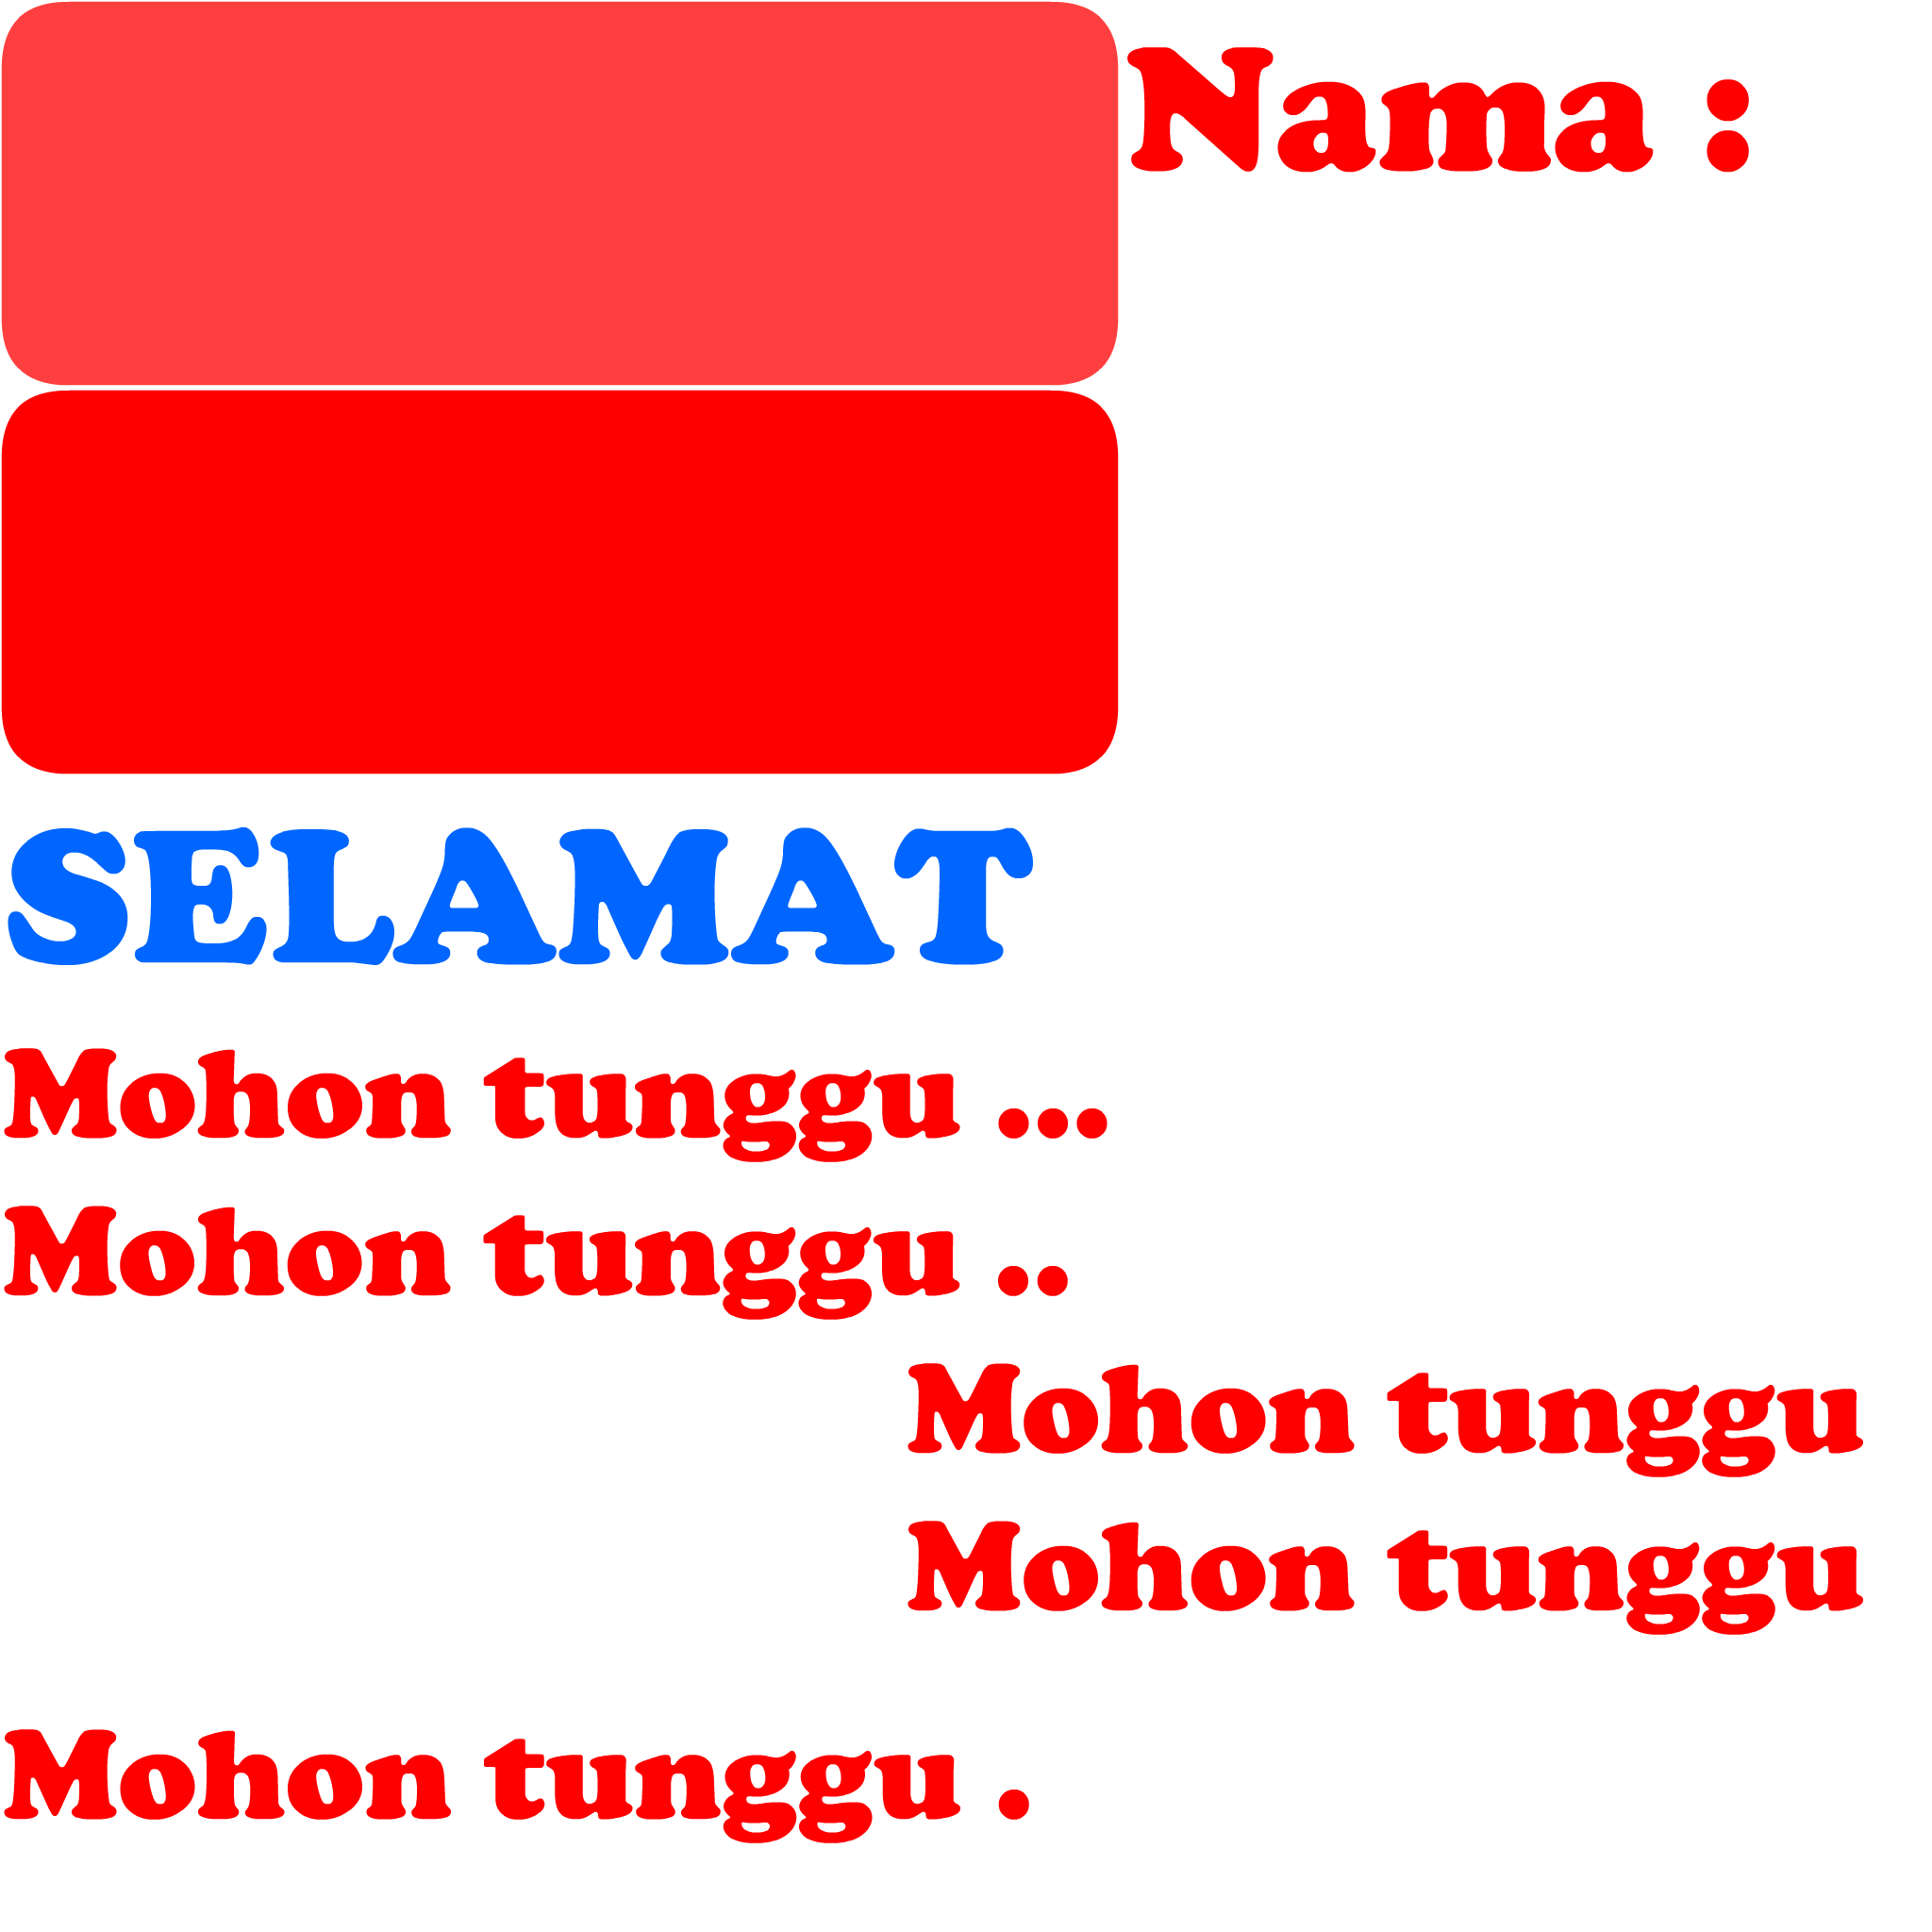 Nama :
SELAMAT
Mohon tunggu ...
Mohon tunggu ..
Mohon tunggu
Mohon tunggu
Mohon tunggu .